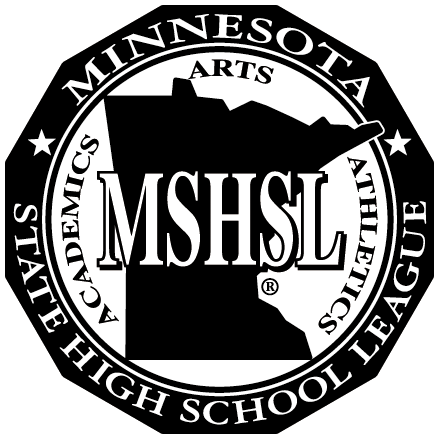 MINNESOTA
STATE HIGH SCHOOL LEAGUE
ARTS
ACADEMICS
ATHLETICS
MSHSL
®